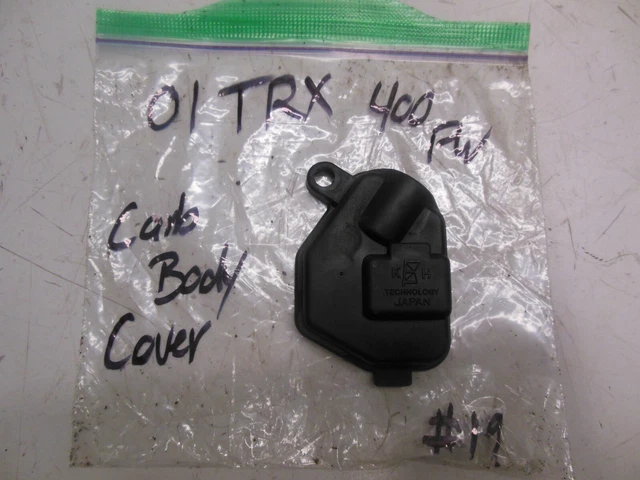 01 TRX 400 FW
Carb
Body
Cover
K H
TECHNOLOGY
JAPAN
#19